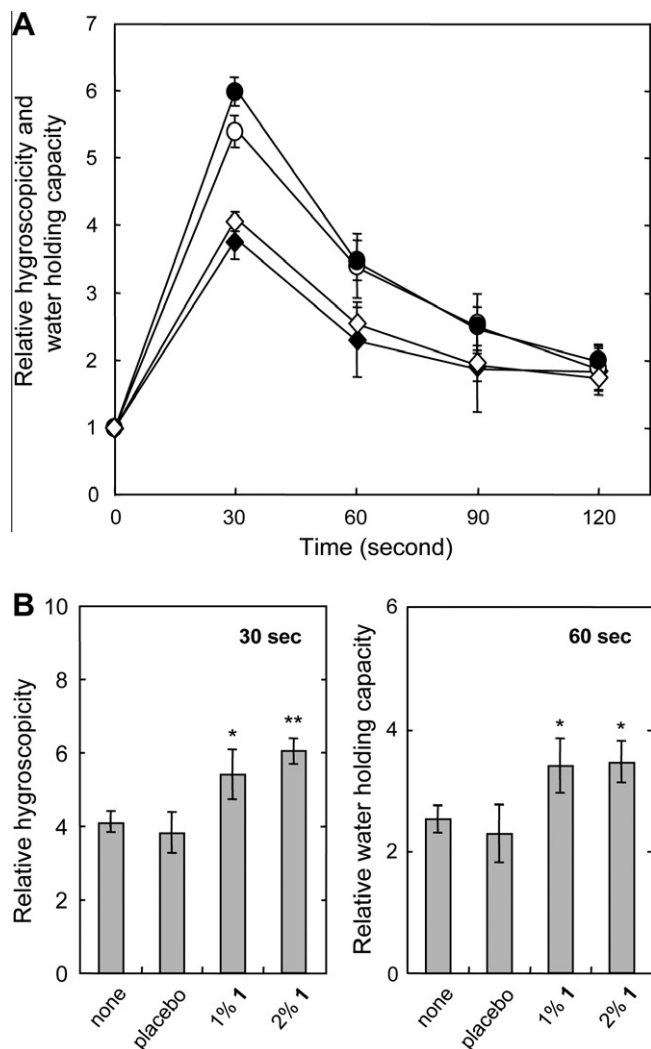 A
Relative hygroscopicity and
water holding capacity
7
6
5
4
3
2
1
0
0 30 60 90 120
Time (second)
B
Relative hygroscopicity
10
8
6
4
2
0
30 sec
* **
none placebo 1% 1 2% 1
Relative water holding capacity
6
4
2
0
60 sec
* *
none placebo 1% 1 2% 1